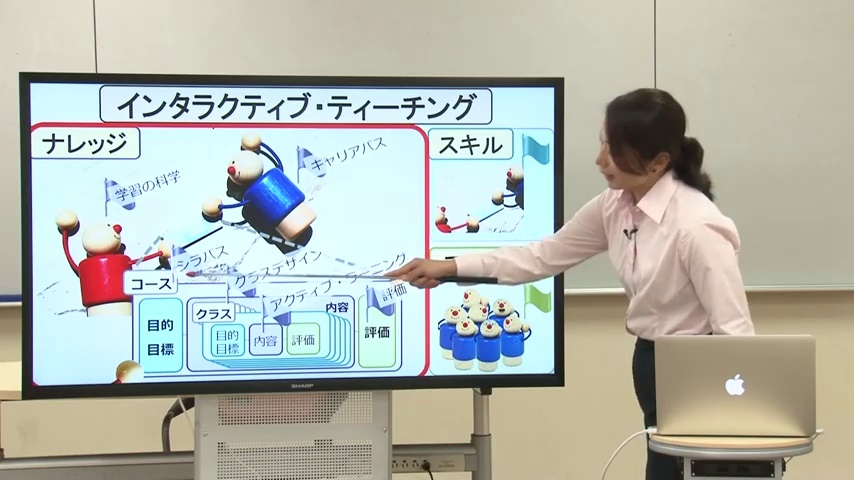 インタラクティブ・ティーチング
ナレッジ
スキル
学習の科学
キャリアパス
シラバス
クラスデザイン
アクティブ・ラーニング
評価
コース
目的
目標
クラス
内容
目的
目標
内容
評価
評価
SHARP